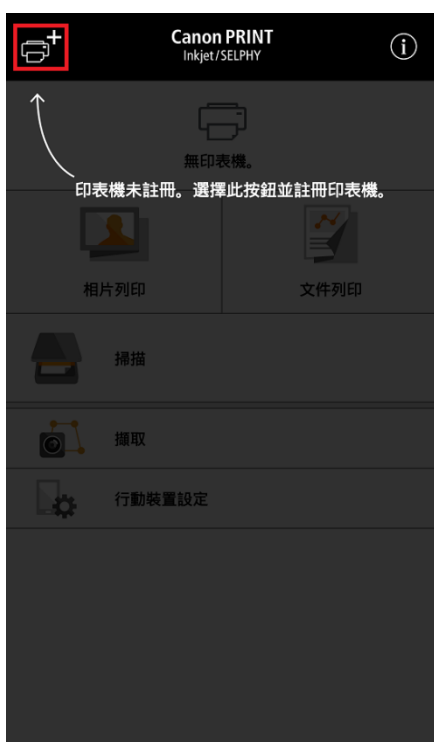 Canon PRINT
Inkjet/SELPHY
無印表機。
印表機未註冊。選擇此按鈕並註冊印表機。
相片列印
文件列印
掃描
擷取
行動裝置設定